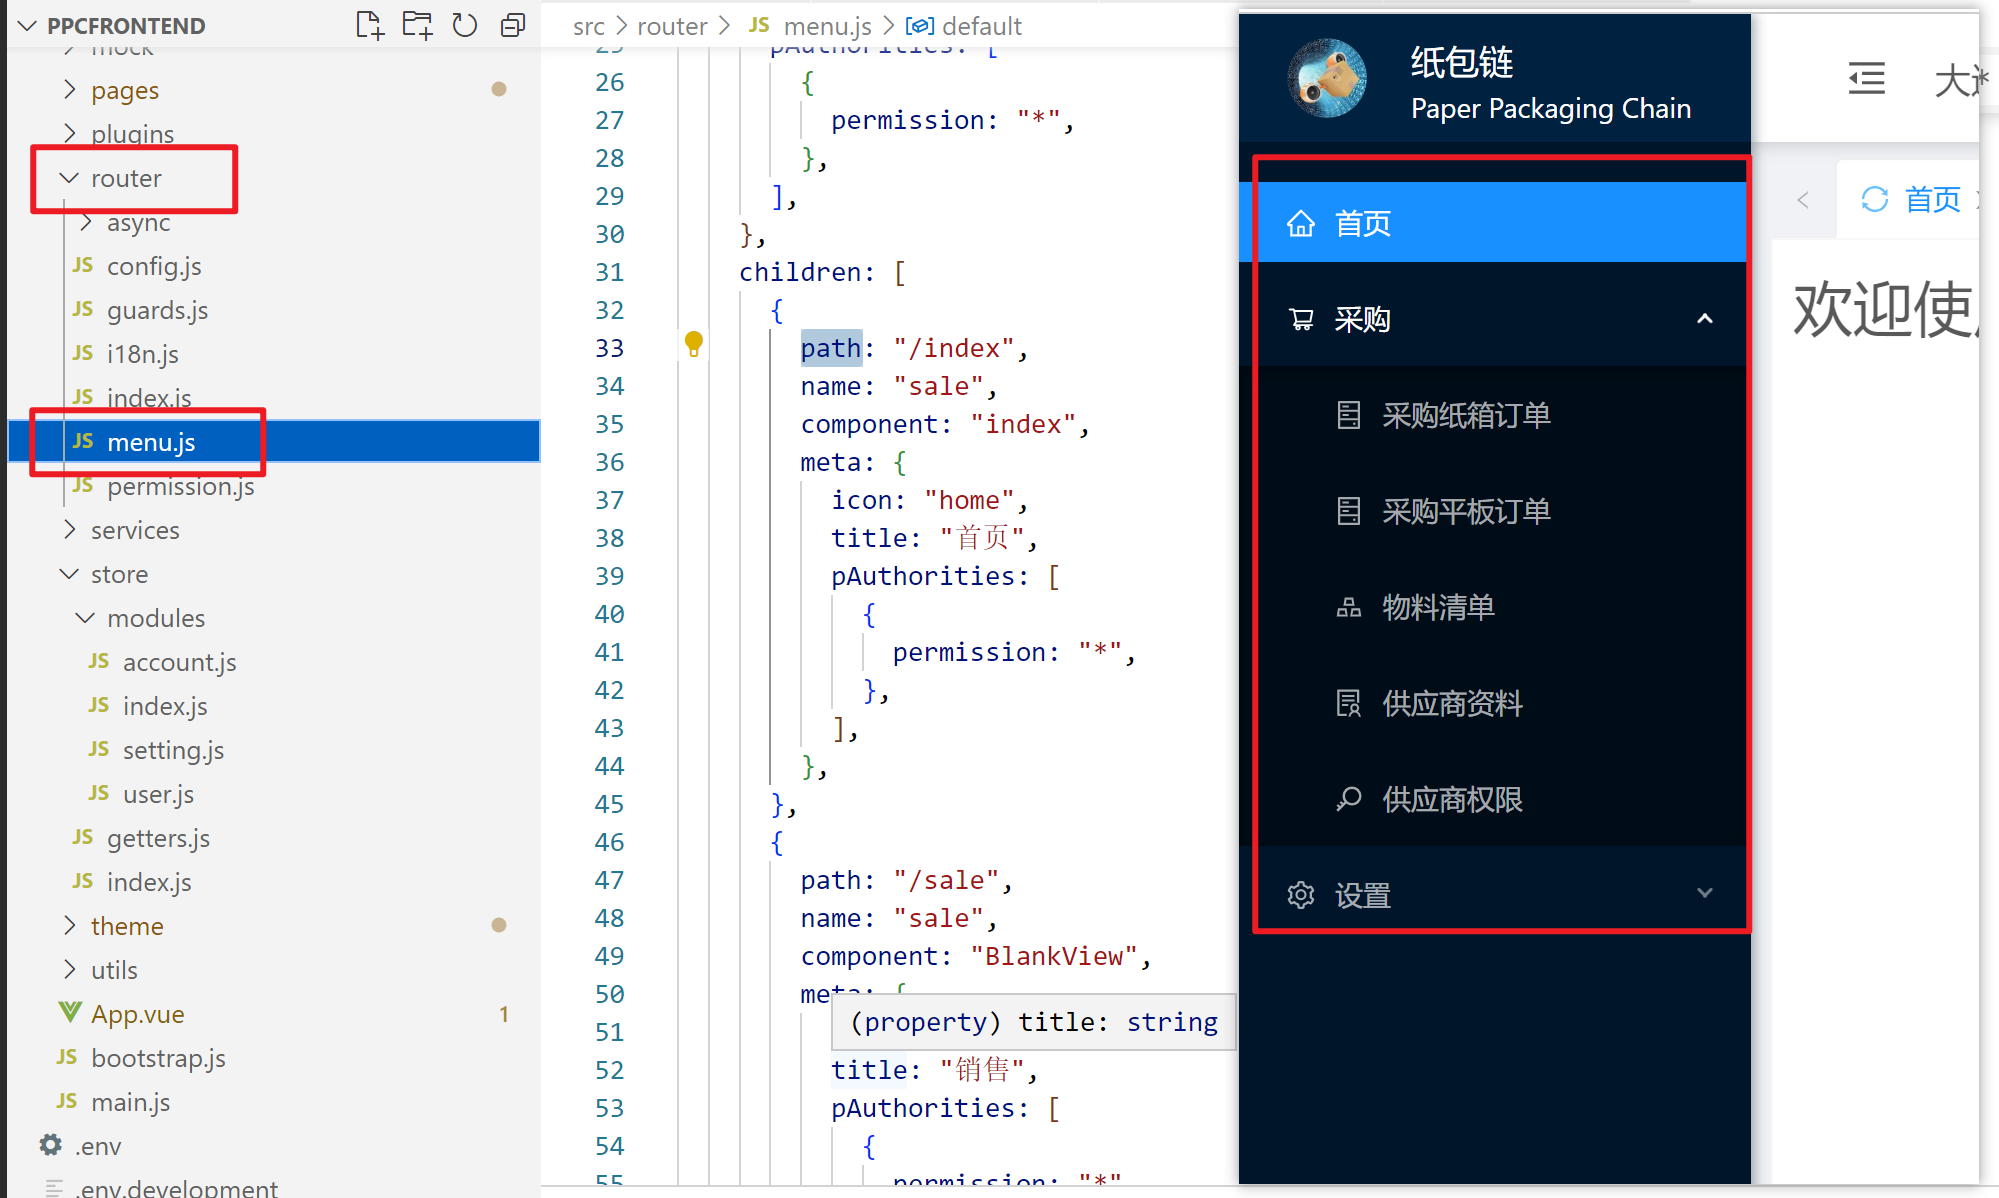 PPCFRONTEND
mock
pages
plugins
router
async
JS config.js
JS guards.js
JS i18n.js
JS index.js
JS menu.js
JS permission.js
services
store
modules
JS account.js
JS index.js
JS setting.js
JS user.js
JS getters.js
JS index.js
theme
utils
App.vue 1
JS bootstrap.js
JS main.js
.env
.env.development
src > router > JS menu.js > default
25 pAuthorities: [
26 {
27 permission: "*",
28 },
29 ],
30 },
31 children: [
32 {
33 path: "/index",
34 name: "sale",
35 component: "index",
36 meta: {
37 icon: "home",
38 title: "首页",
39 pAuthorities: [
40 {
41 permission: "*",
42 },
43 ],
44 },
45 },
46 {
47 path: "/sale",
48 name: "sale",
49 component: "BlankView",
50 meta: {
51
(property) title: string
52 title: "销售",
53 pAuthorities: [
54 {
55 permission: "*"
纸包链
Paper Packaging Chain
首页
采购
采购纸箱订单
采购平板订单
物料清单
供应商资料
供应商权限
设置
大
首页
欢迎使